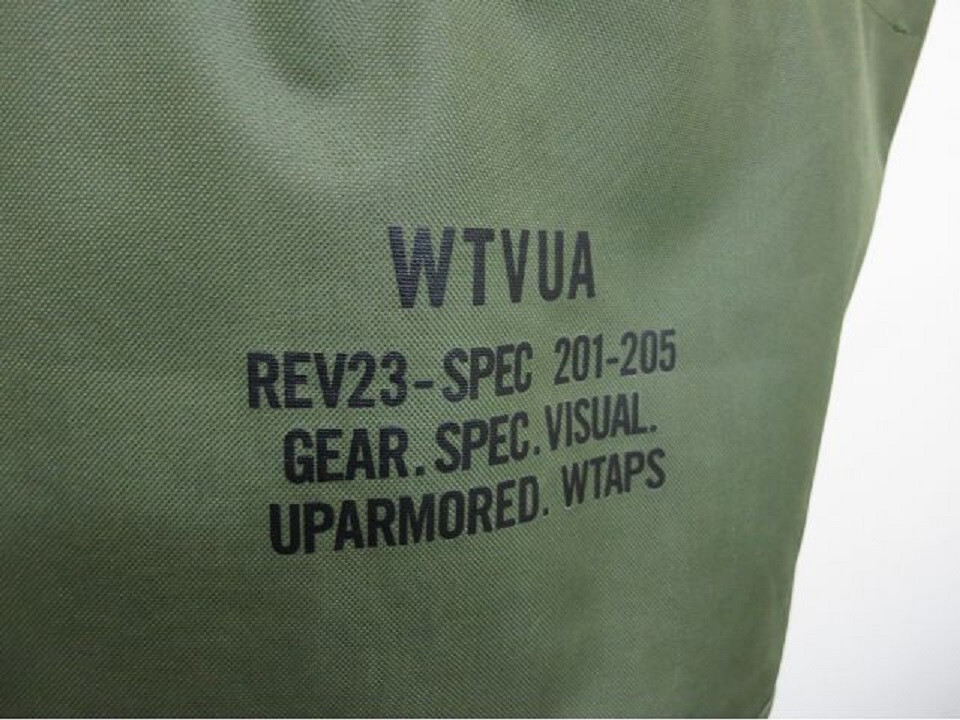 WTVUA
REV23-SPEC 201-205
GEAR. SPEC. VISUAL.
UPARMORED. WTAPS